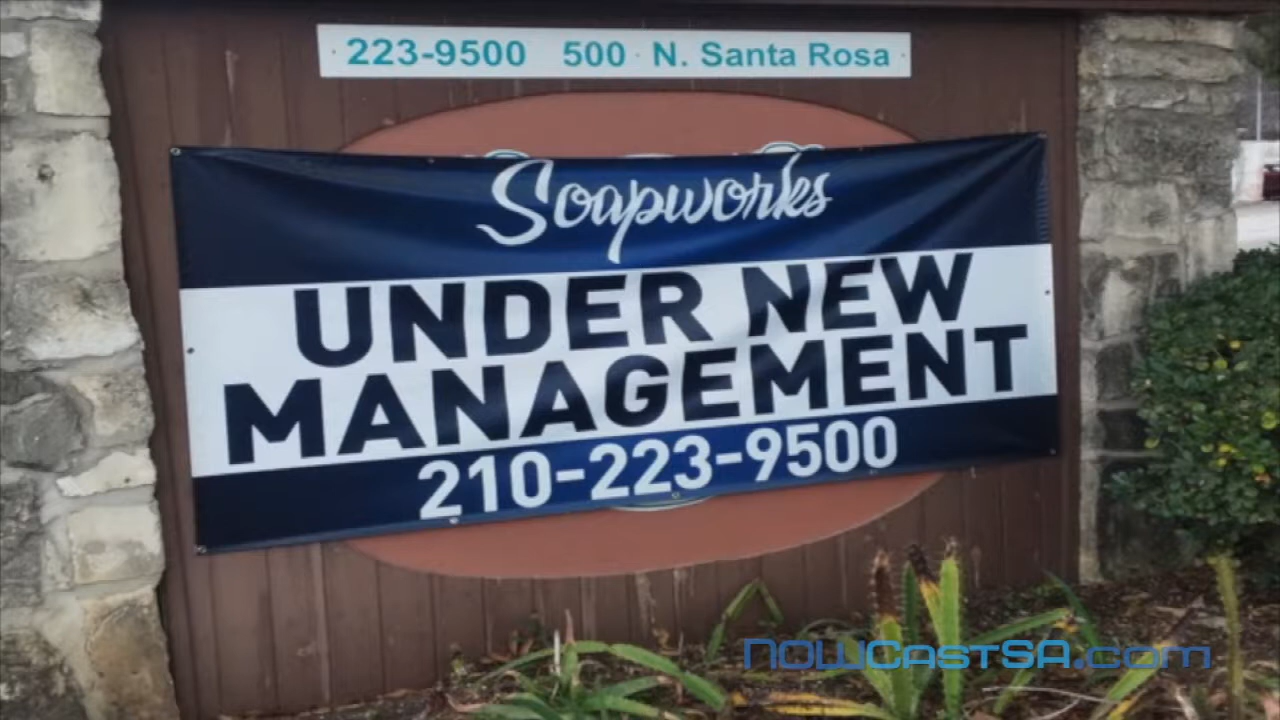 223-9500 500 N. Santa Rosa
Soapworks
UNDER NEW
MANAGEMENT
210-223-9500
NOWCastSA.com